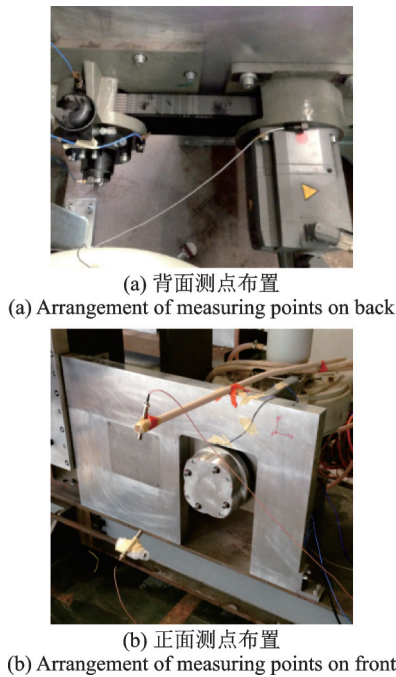 (a) 背面测点布置
(a) Arrangement of measuring points on back
(b) 正面测点布置
(b) Arrangement of measuring points on front